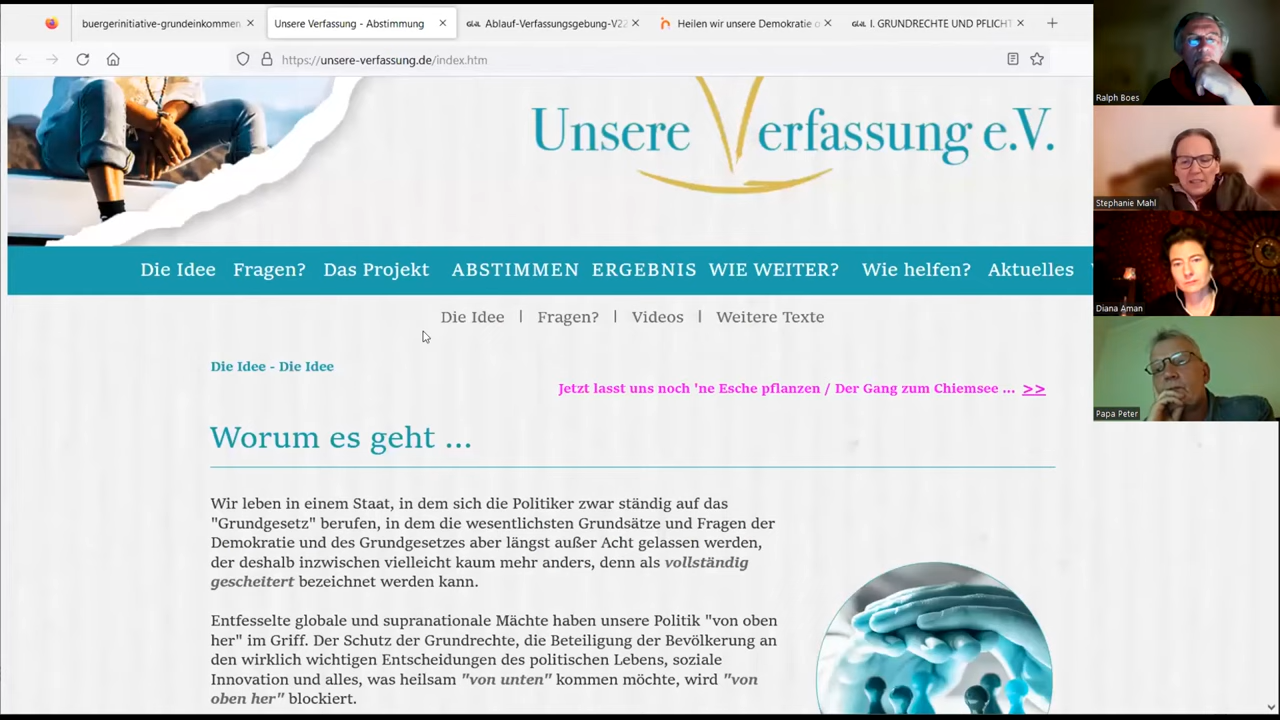 buergerinitiative-grundeinkommen.
Unsere Verfassung - Abstimmung
Ablauf-Verfassungsgebung-V22
Heilen wir unsere Demokratie o
I. GRUNDRECHTE UND PFLICHT
https://unsere-verfassung.de/index.htm
Unsere Verfassung e.V.
Die Idee Fragen? Das Projekt ABSTIMMEN ERGEBNIS WIE WEITER? Wie helfen? Aktuelles
Die Idee | Fragen? | Videos | Weitere Texte
Die Idee - Die Idee
Jetzt lasst uns noch 'ne Esche pflanzen / Der Gang zum Chiemsee ... >>
Worum es geht ...
Wir leben in einem Staat, in dem sich die Politiker zwar ständig auf das
"Grundgesetz" berufen, in dem die wesentlichsten Grundsätze und Fragen der
Demokratie und des Grundgesetzes aber längst außer Acht gelassen werden,
der deshalb inzwischen vielleicht kaum mehr anders, denn als vollständig
gescheitert bezeichnet werden kann.
Entfesselte globale und supranationale Mächte haben unsere Politik "von oben
her" im Griff. Der Schutz der Grundrechte, die Beteiligung der Bevölkerung an
den wirklich wichtigen Entscheidungen des politischen Lebens, soziale
Innovation und alles, was heilsam "von unten" kommen möchte, wird "von
oben her" blockiert.
Ralph Boes
Stephanie Mahl
Diana Aman
Papa Peter